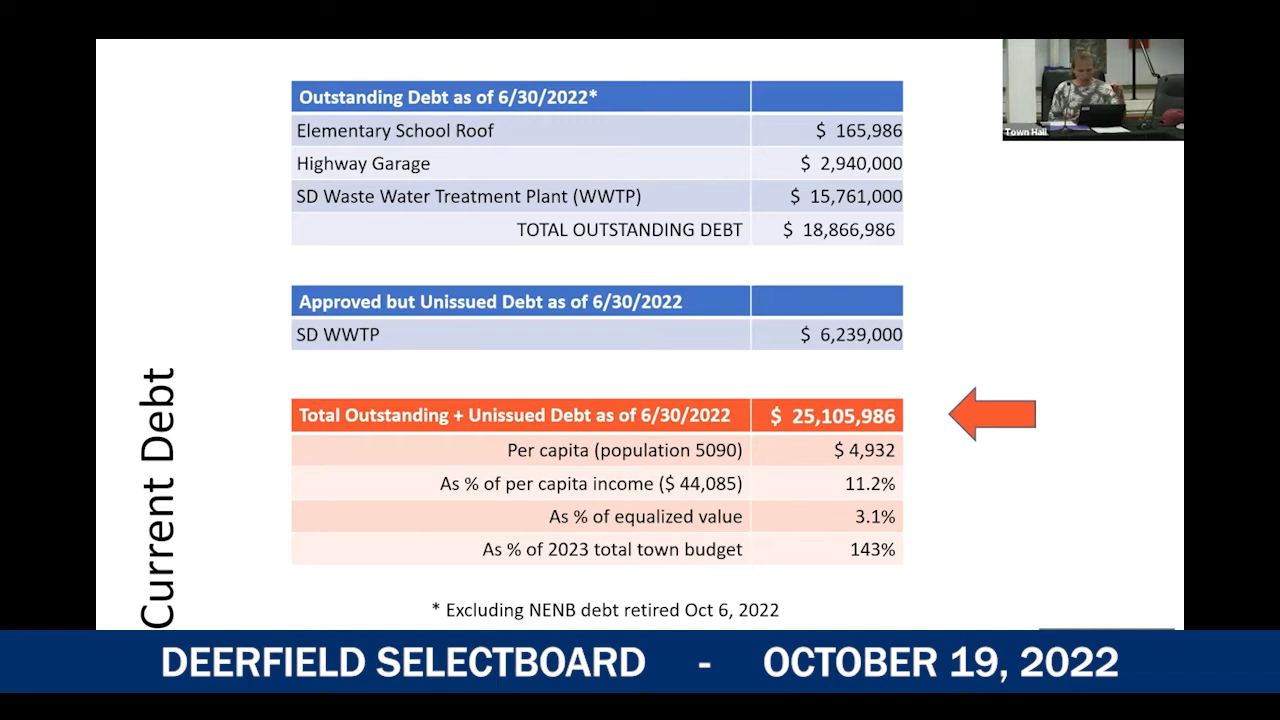 Outstanding Debt as of 6/30/2022*
Elementary School Roof $ 165,986
Highway Garage $ 2,940,000
SD Waste Water Treatment Plant (WWTP) $ 15,761,000
TOTAL OUTSTANDING DEBT $ 18,866,986
Approved but Unissued Debt as of 6/30/2022
SD WWTP $ 6,239,000
Total Outstanding + Unissued Debt as of 6/30/2022 $ 25,105,986
Per capita (population 5090) $ 4,932
As % of per capita income ($ 44,085) 11.2%
As % of equalized value 3.1%
As % of 2023 total town budget 143%
* Excluding NENB debt retired Oct 6, 2022
Current Debt
Town Hall
DEERFIELD SELECTBOARD - OCTOBER 19, 2022